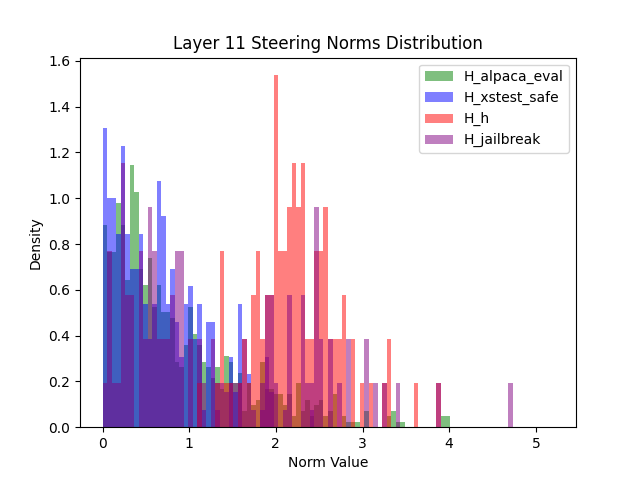 Layer 11 Steering Norms Distribution
H_alpaca_eval
H_xstest_safe
H_h
H_jailbreak
Density
1.6
1.4
1.2
1.0
0.8
0.6
0.4
0.2
0.0
0 1 2 3 4 5
Norm Value